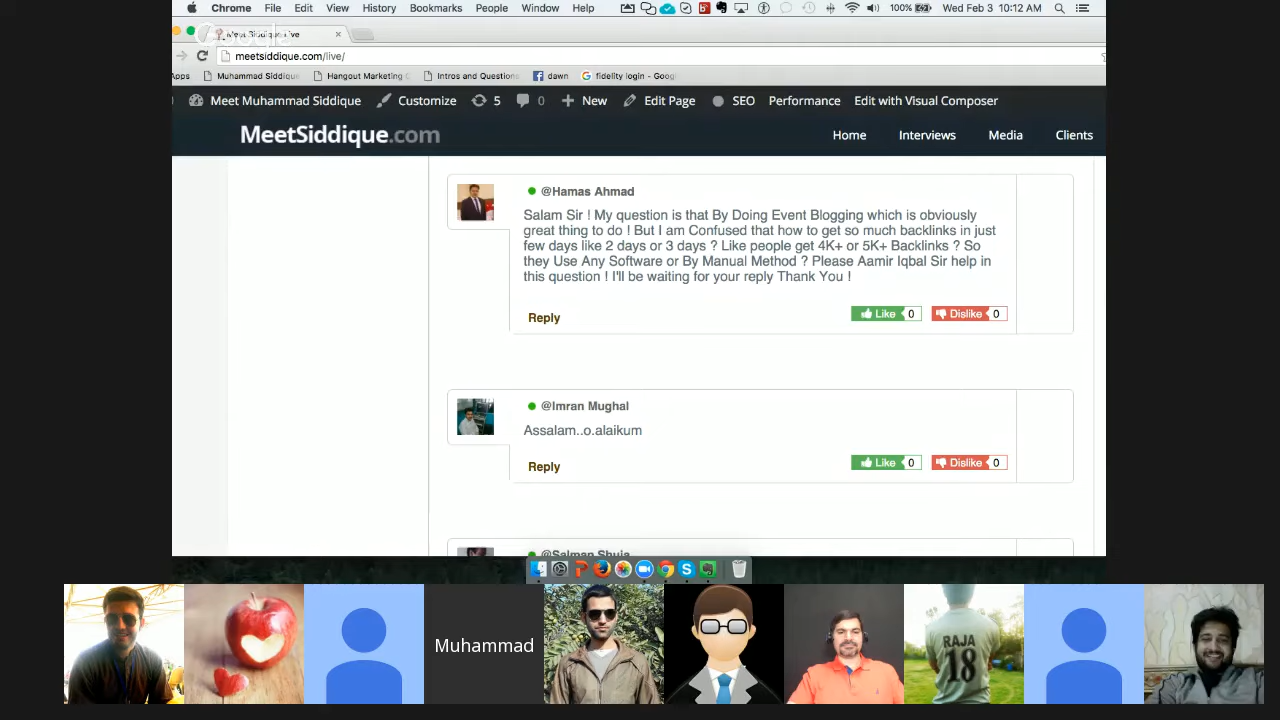 Chrome File Edit View History Bookmarks People Window Help 100% Wed Feb 3 10:12 AM
Meet Siddique Live
Google
meetsiddique.com/live/
Apps Muhammad Siddique Hangout Marketing Intros and Questions dawn fidelity login - Goog
Meet Muhammad Siddique Customize 5 0 New Edit Page SEO Performance Edit with Visual Composer
MeetSiddique.com Home Interviews Media Clients
@Hamas Ahmad
Salam Sir ! My question is that By Doing Event Blogging which is obviously
great thing to do ! But I am Confused that how to get so much backlinks in just
few days like 2 days or 3 days ? Like people get 4K+ or 5K+ Backlinks ? So
they Use Any Software or By Manual Method ? Please Aamir Iqbal Sir help in
this question ! I'll be waiting for your reply Thank You !
Reply Like 0 Dislike 0
@Imran Mughal
Assalam..o.alaikum
Reply Like 0 Dislike 0
@Salman Shuja
Muhammad
RAJA
18